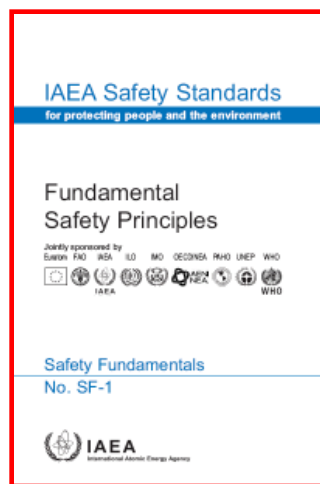 IAEA Safety Standards
for protecting people and the environment
Fundamental
Safety Principles
Jointly sponsored by
Euratom FAO IAEA ILO IMO OECD/NEA PAHO UNEP WHO
IAEA NEA WHO
Safety Fundamentals
No. SF-1
IAEA
International Atomic Energy Agency